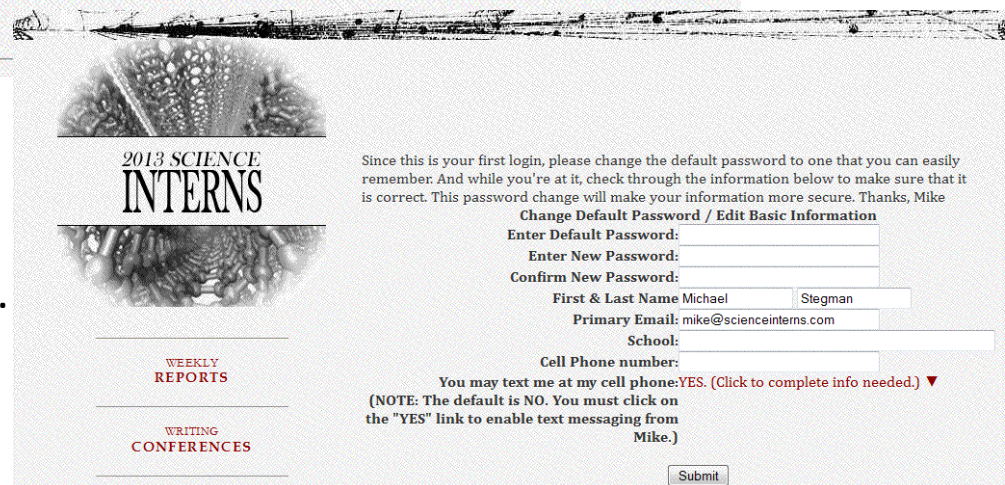 2013 SCIENCE
INTERNS
WEEKLY
REPORTS
WRITING
CONFERENCES
Since this is your first login, please change the default password to one that you can easily
remember. And while you're at it, check through the information below to make sure that it
is correct. This password change will make your information more secure. Thanks, Mike
Change Default Password / Edit Basic Information
Enter Default Password:
Enter New Password:
Confirm New Password:
First & Last Name Michael Stegman
Primary Email: mike@scienceinterns.com
School:
Cell Phone number:
You may text me at my cell phone: YES. (Click to complete info needed.) ▼
(NOTE: The default is NO. You must click on
the "YES" link to enable text messaging from
Mike.)
Submit